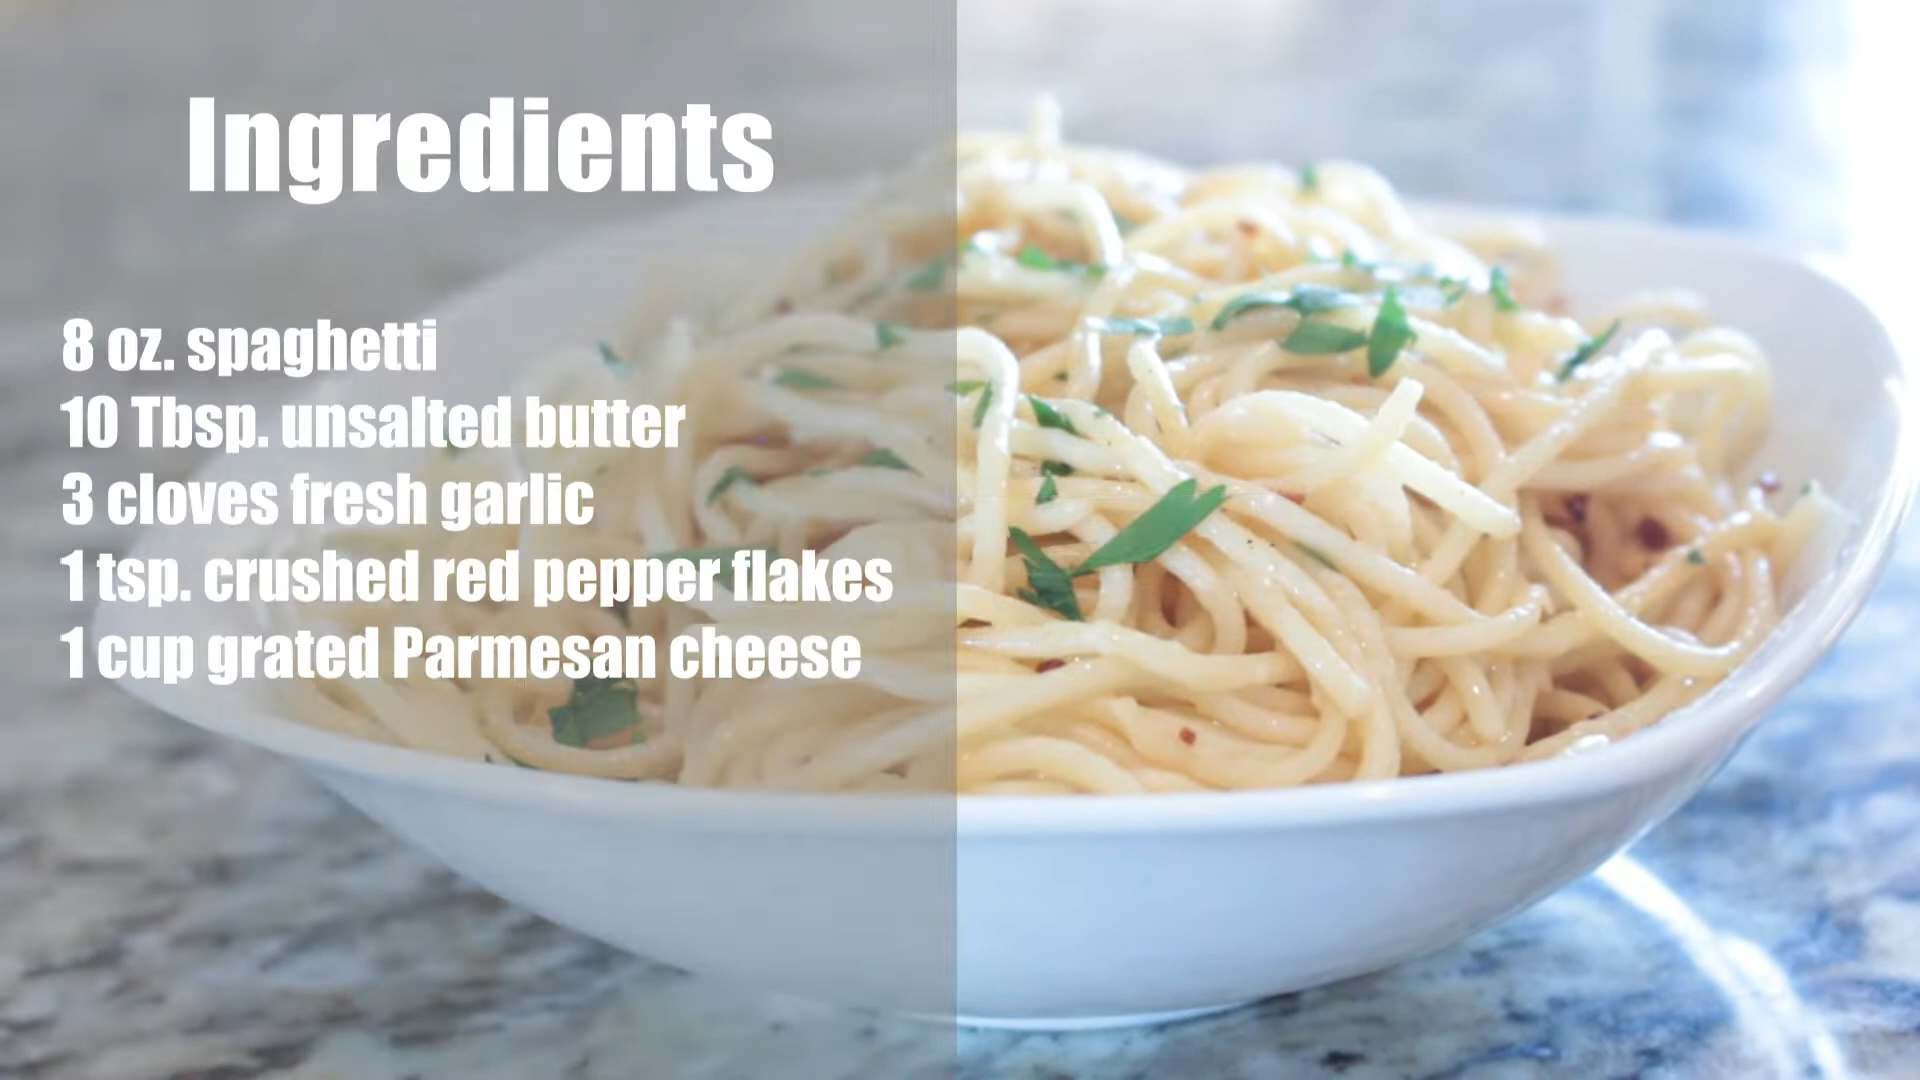 Ingredients
8 oz. spaghetti
10 Tbsp. unsalted butter
3 cloves fresh garlic
1 tsp. crushed red pepper flakes
1 cup grated Parmesan cheese